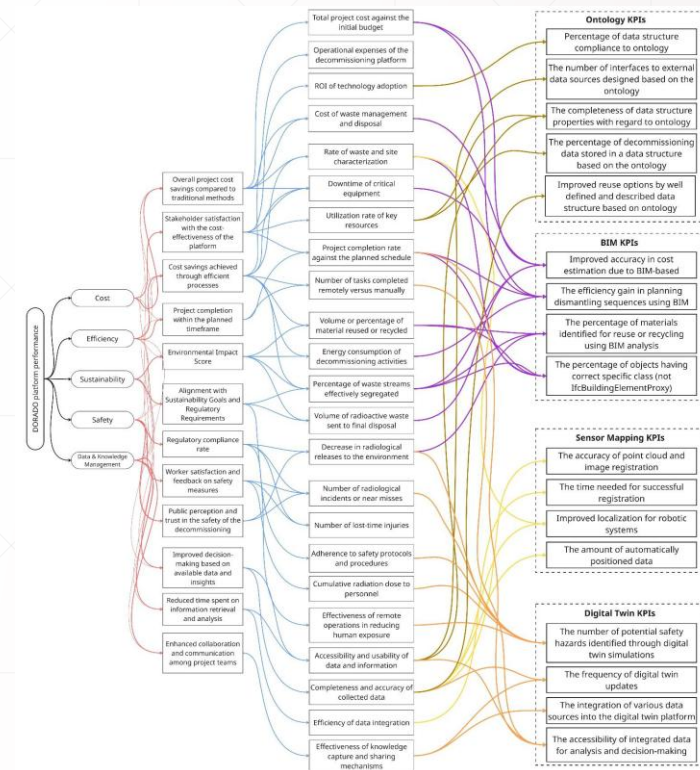 DORADO platform performance
Cost
Efficiency
Sustainability
Safety
Data & Knowledge
Management
Overall project cost
savings compared to
traditional methods
Stakeholder satisfaction
with the cost-
effectiveness of the
platform
Cost savings achieved
through efficient
processes
Project completion
within the planned
timeframe
Environmental Impact
Score
Alignment with
Sustainability Goals and
Regulatory
Requirements
Regulatory compliance
rate
Worker satisfaction and
feedback on safety
measures
Public perception and
trust in the safety of the
decommissioning
Improved decision-
making based on
available data and
insights
Reduced time spent on
information retrieval
and analysis
Enhanced collaboration
and communication
among project teams
Total project cost against the
initial budget
Operational expenses of the
decommissioning platform
ROI of technology adoption
Cost of waste management
and disposal
Rate of waste and site
characterization
Downtime of critical
equipment
Utilization rate of key
resources
Project completion rate
against the planned schedule
Number of tasks completed
remotely versus manually
Volume or percentage of
material reused or recycled
Energy consumption of
decommissioning activities
Percentage of waste streams
effectively segregated
Volume of radioactive waste
sent to final disposal
Decrease in radiological
releases to the environment
Number of radiological
incidents or near misses
Number of lost-time injuries
Adherence to safety protocols
and procedures
Cumulative radiation dose to
personnel
Effectiveness of remote
operations in reducing
human exposure
Accessibility and usability of
data and information
Completeness and accuracy of
collected data
Efficiency of data integration
Effectiveness of knowledge
capture and sharing
mechanisms
Ontology KPIs
Percentage of data structure
compliance to ontology
The number of interfaces to external
data sources designed based on the
ontology
The completeness of data structure
properties with regard to ontology
The percentage of decommissioning
data stored in a data structure
based on the ontology
Improved reuse options by well
defined and described data
structure based on ontology
BIM KPIs
Improved accuracy in cost
estimation due to BIM-based
The efficiency gain in planning
dismantling sequences using BIM
The percentage of materials
identified for reuse or recycling
using BIM analysis
The percentage of objects having
correct specific class (not
IfcBuildingElementProxy)
Sensor Mapping KPIs
The accuracy of point cloud and
image registration
The time needed for successful
registration
Improved localization for robotic
systems
The amount of automatically
positioned data
Digital Twin KPIs
The number of potential safety
hazards identified through digital
twin simulations
The frequency of digital twin
updates
The integration of various data
sources into the digital twin platform
The accessibility of integrated data
for analysis and decision-making